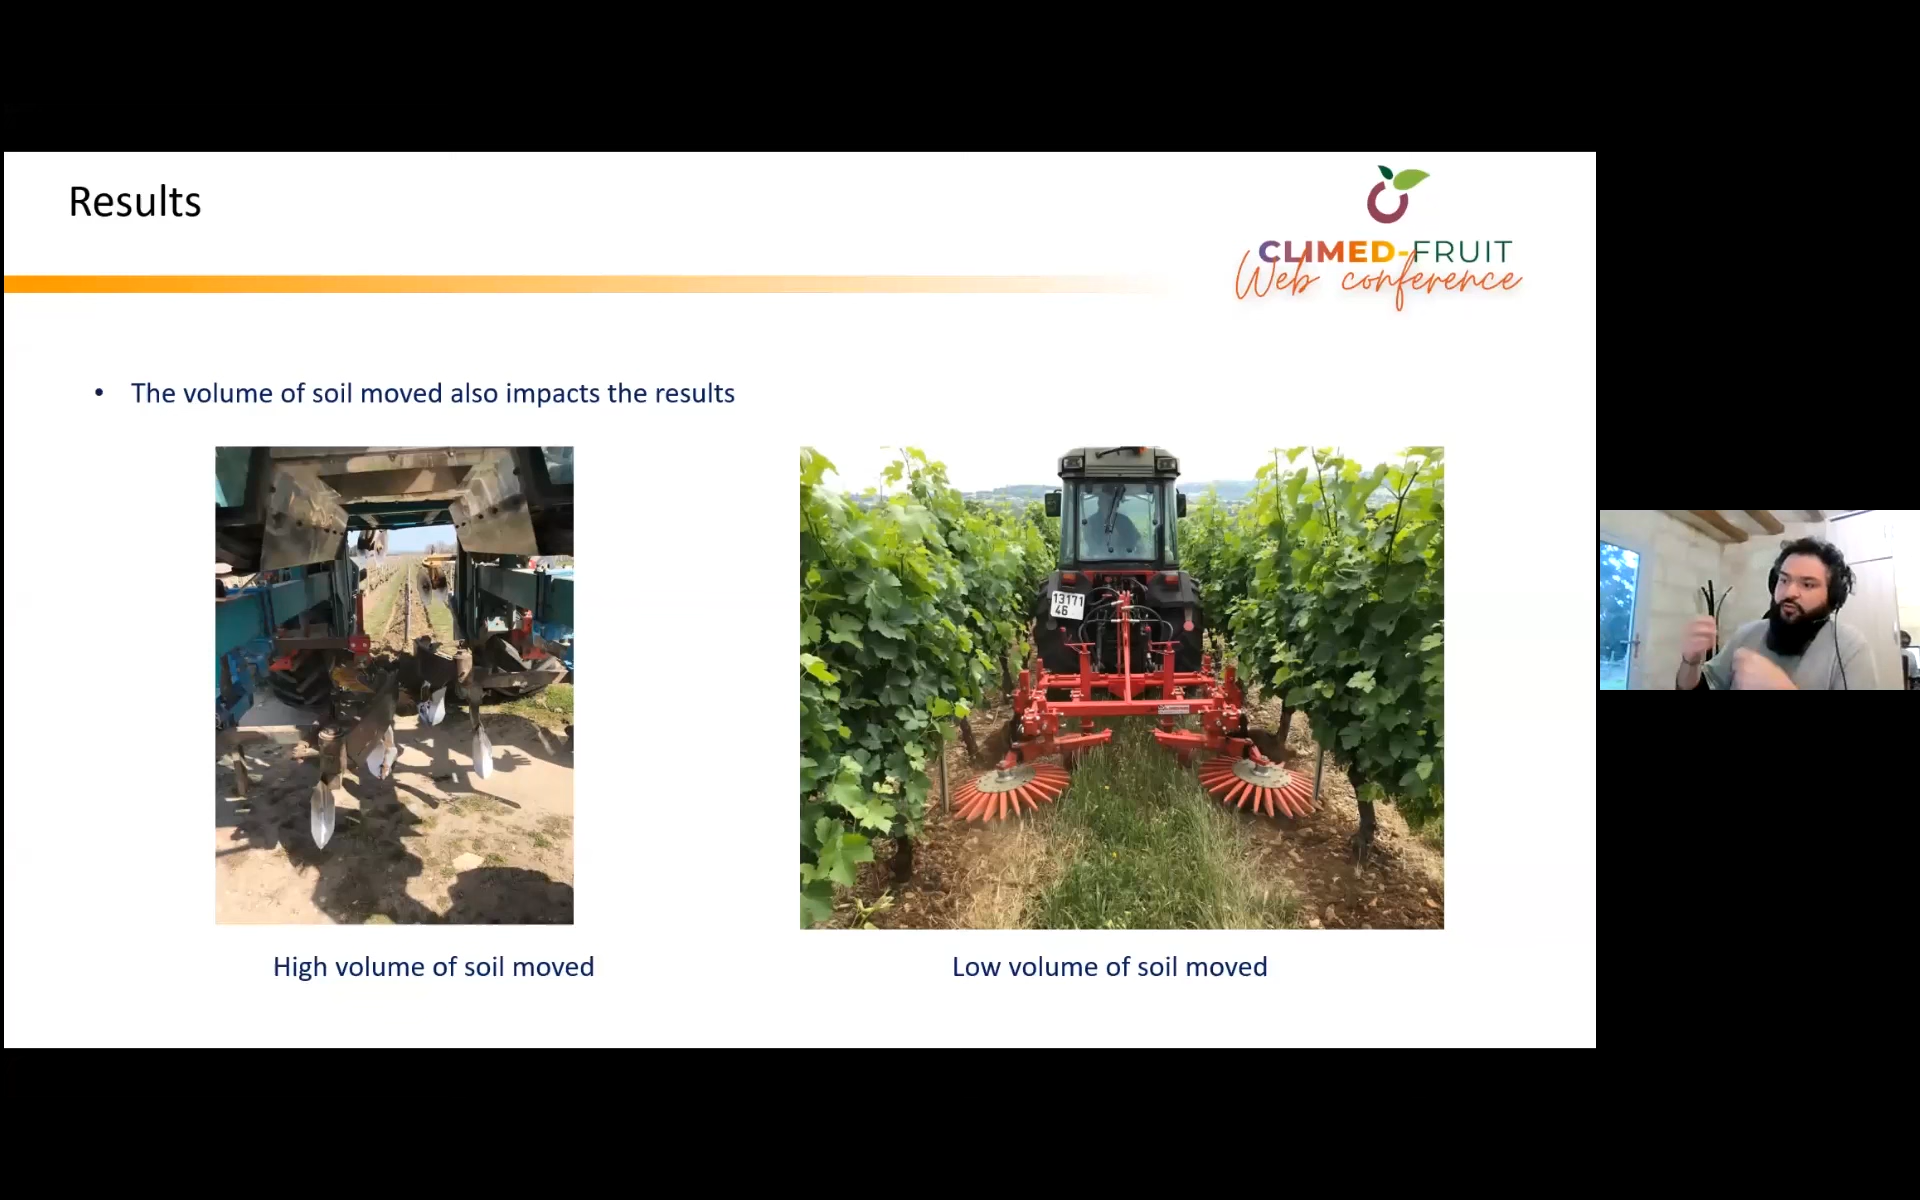 Results
CLIMED-FRUIT
Web conference
• The volume of soil moved also impacts the results
13171
46
High volume of soil moved
Low volume of soil moved